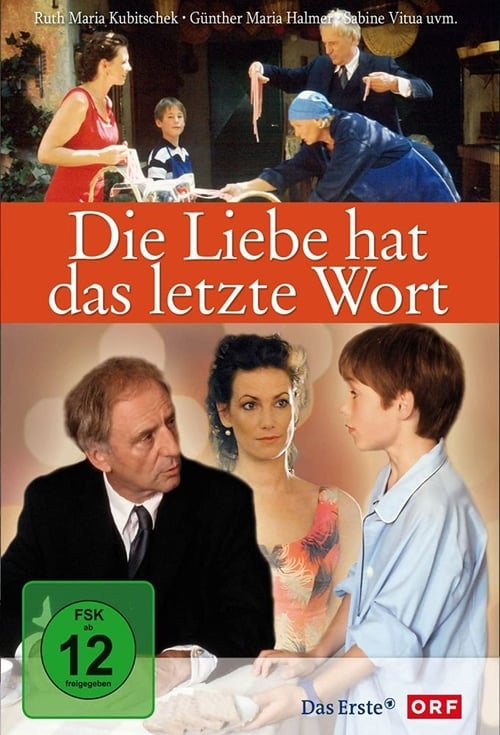 Ruth Maria Kubitschek · Günther Maria Halmer · Sabine Vitua uvm.
Die Liebe hat
das letzte Wort
FSK
ab
12
freigegeben
Das Erste
ORF